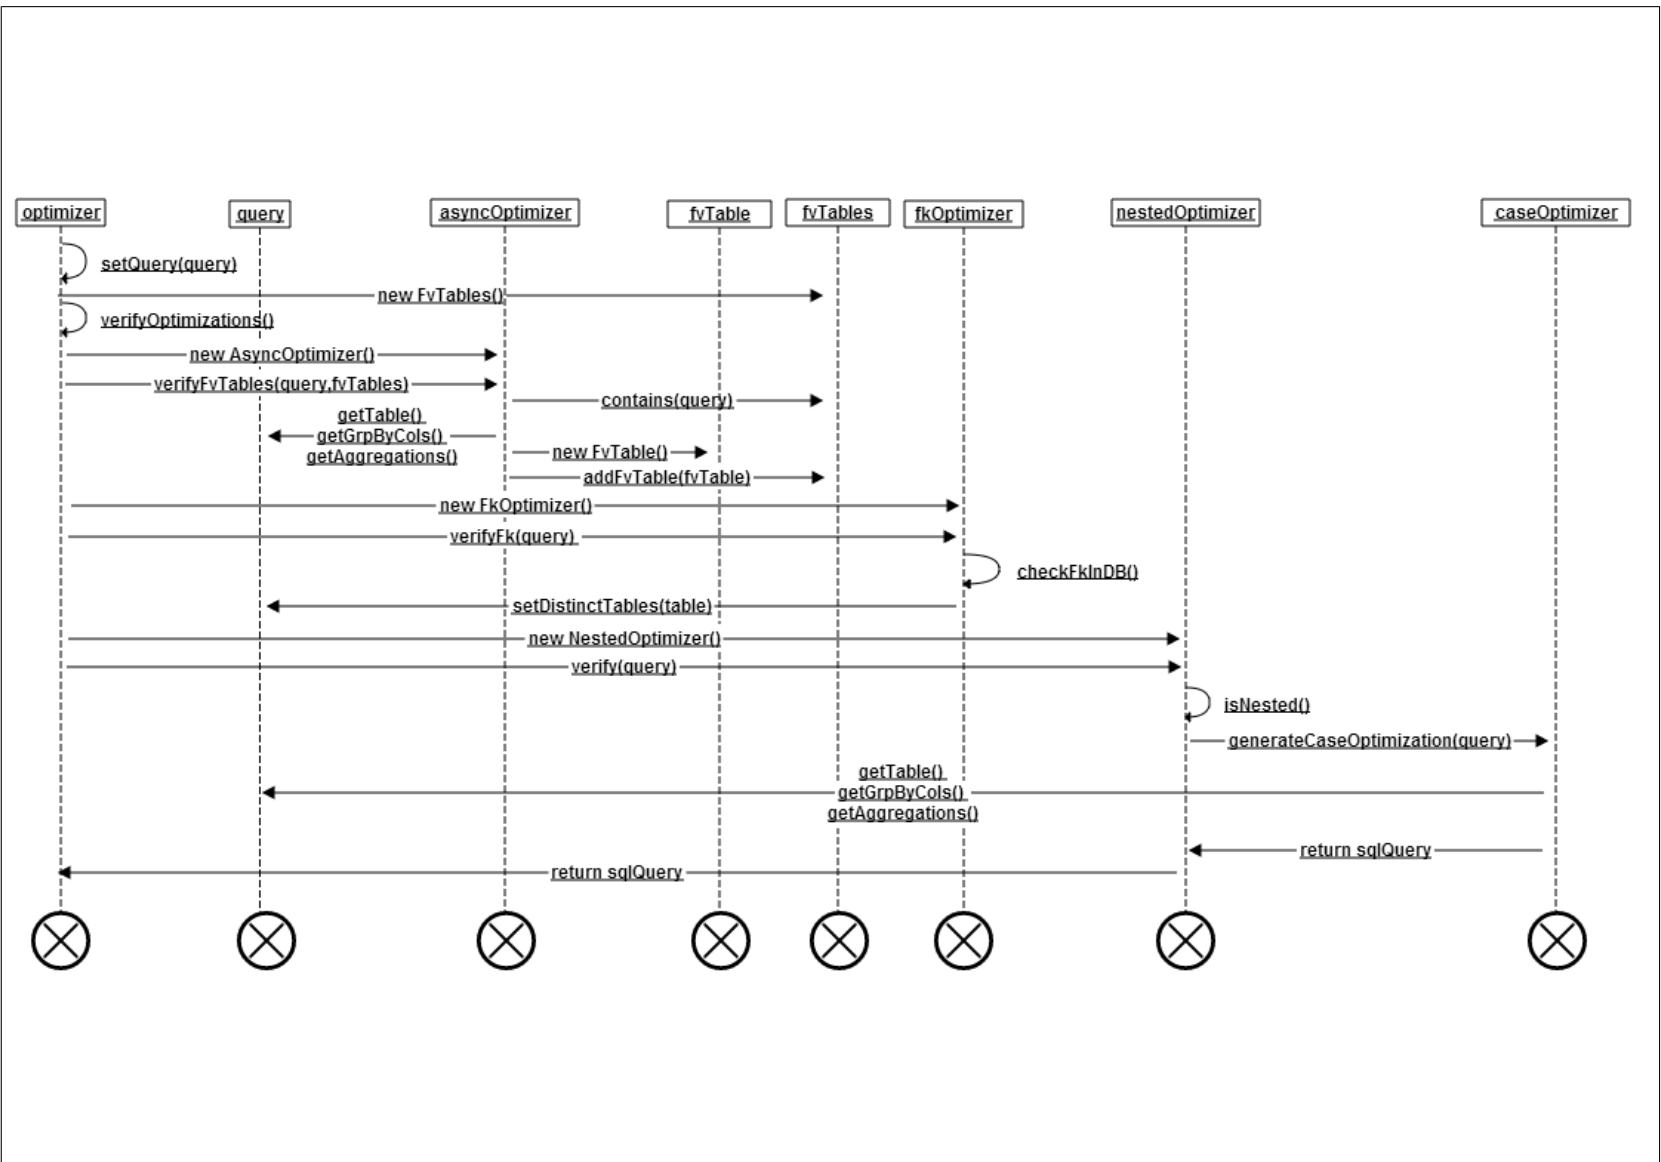 optimizer
query
asyncOptimizer
fvTable
fvTables
fkOptimizer
nestedOptimizer
caseOptimizer
setQuery(query)
new FvTables()
verifyOptimizations()
new AsyncOptimizer()
verifyFvTables(query,fvTables)
contains(query)
getTable()
getGrpByCols()
getAggregations()
new FvTable()
addFvTable(fvTable)
new FkOptimizer()
verifyFk(query)
checkFkInDB()
setDistinctTables(table)
new NestedOptimizer()
verify(query)
isNested()
generateCaseOptimization(query)
getTable()
getGrpByCols()
getAggregations()
return sqlQuery
return sqlQuery